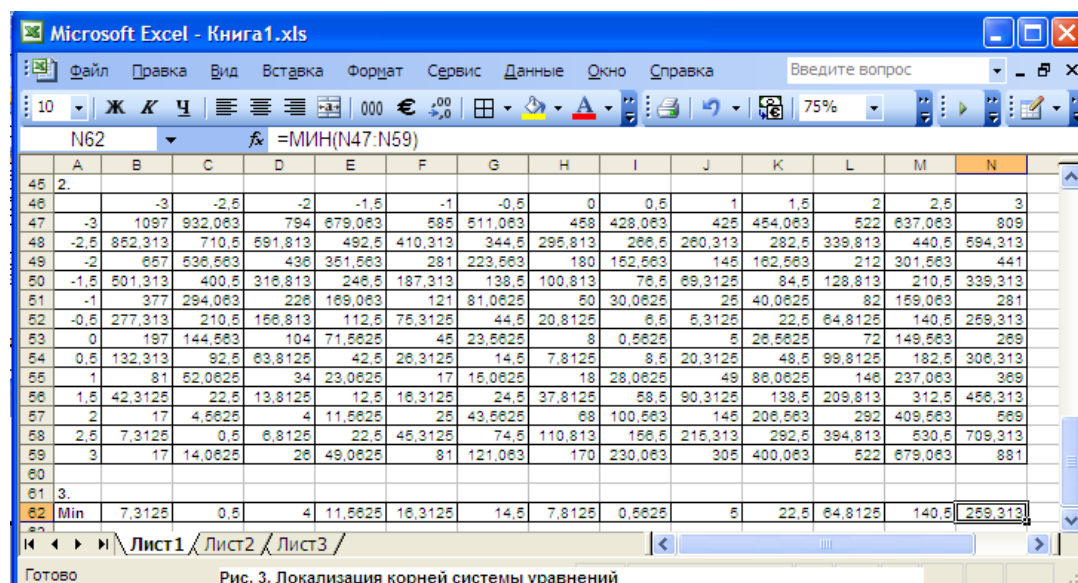 Microsoft Excel - Книга1.xls
Файл Правка Вид Вставка Формат Сервис Данные Окно Справка Введите вопрос
10 Ж К Ч 000 € 75%
N62 fx =МИН(N47:N59)
A B C D E F G H I J K L M N
45 2.
46 -3 -2,5 -2 -1,5 -1 -0,5 0 0,5 1 1,5 2 2,5 3
47 -3 1097 932,063 794 679,063 585 511,063 458 428,063 425 454,063 522 637,063 809
48 -2,5 852,313 710,5 591,813 492,5 410,313 344,5 295,813 266,5 260,313 282,5 339,813 440,5 594,313
49 -2 657 536,563 436 351,563 281 223,563 180 152,563 145 162,563 212 301,563 441
50 -1,5 501,313 400,5 316,813 246,5 187,313 138,5 100,813 76,5 69,3125 84,5 128,813 210,5 339,313
51 -1 377 294,063 226 169,063 121 81,0625 50 30,0625 25 40,0625 82 159,063 281
52 -0,5 277,313 210,5 156,813 112,5 75,3125 44,5 20,8125 6,5 5,3125 22,5 64,8125 140,5 259,313
53 0 197 144,563 104 71,5625 45 23,5625 8 0,5625 5 26,5625 72 149,563 269
54 0,5 132,313 92,5 63,8125 42,5 26,3125 14,5 7,8125 8,5 20,3125 48,5 99,8125 182,5 306,313
55 1 81 52,0625 34 23,0625 17 15,0625 18 28,0625 49 86,0625 146 237,063 369
56 1,5 42,3125 22,5 13,8125 12,5 16,3125 24,5 37,8125 58,5 90,3125 138,5 209,813 312,5 456,313
57 2 17 4,5625 4 11,5625 25 43,5625 68 100,563 145 206,563 292 409,563 569
58 2,5 7,3125 0,5 6,8125 22,5 45,3125 74,5 110,813 156,5 215,313 292,5 394,813 530,5 709,313
59 3 17 14,0625 26 49,0625 81 121,063 170 230,063 305 400,063 522 679,063 881
60
61 3.
62 Min 7,3125 0,5 4 11,5625 16,3125 14,5 7,8125 0,5625 5 22,5 64,8125 140,5 259,313
Лист1 Лист2 Лист3
Готово
Рис. 3. Локализация корней системы уравнений